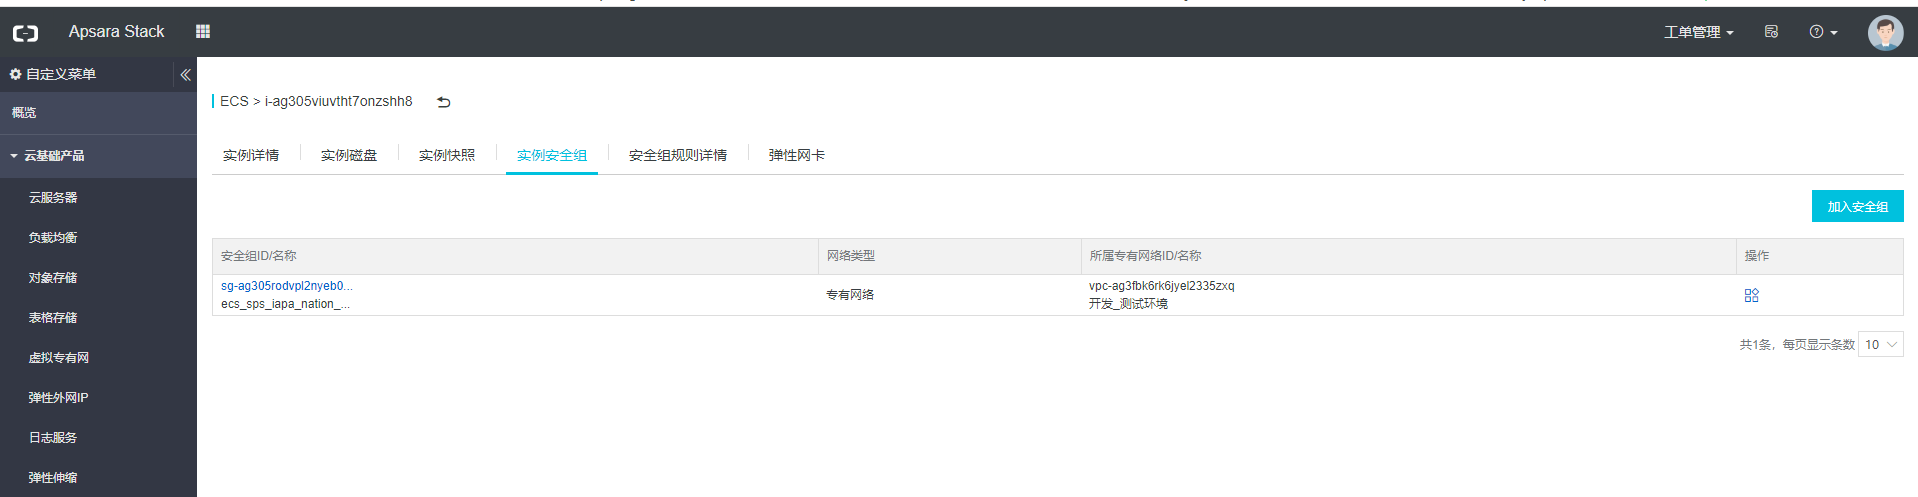 Apsara Stack
工单管理
自定义菜单
概览
云基础产品
云服务器
负载均衡
对象存储
表格存储
虚拟专有网
弹性外网IP
日志服务
弹性伸缩
ECS > i-ag305viuvtht7onzshh8
实例详情 实例磁盘 实例快照 实例安全组 安全组规则详情 弹性网卡
加入安全组
安全组ID/名称 网络类型 所属专有网络ID/名称 操作
sg-ag305rodvpl2nyeb0... 专有网络 vpc-ag3fbk6rk6jyel2335zxq
ecs_sps_iapa_nation_... 开发_测试环境
共1条，每页显示条数 10